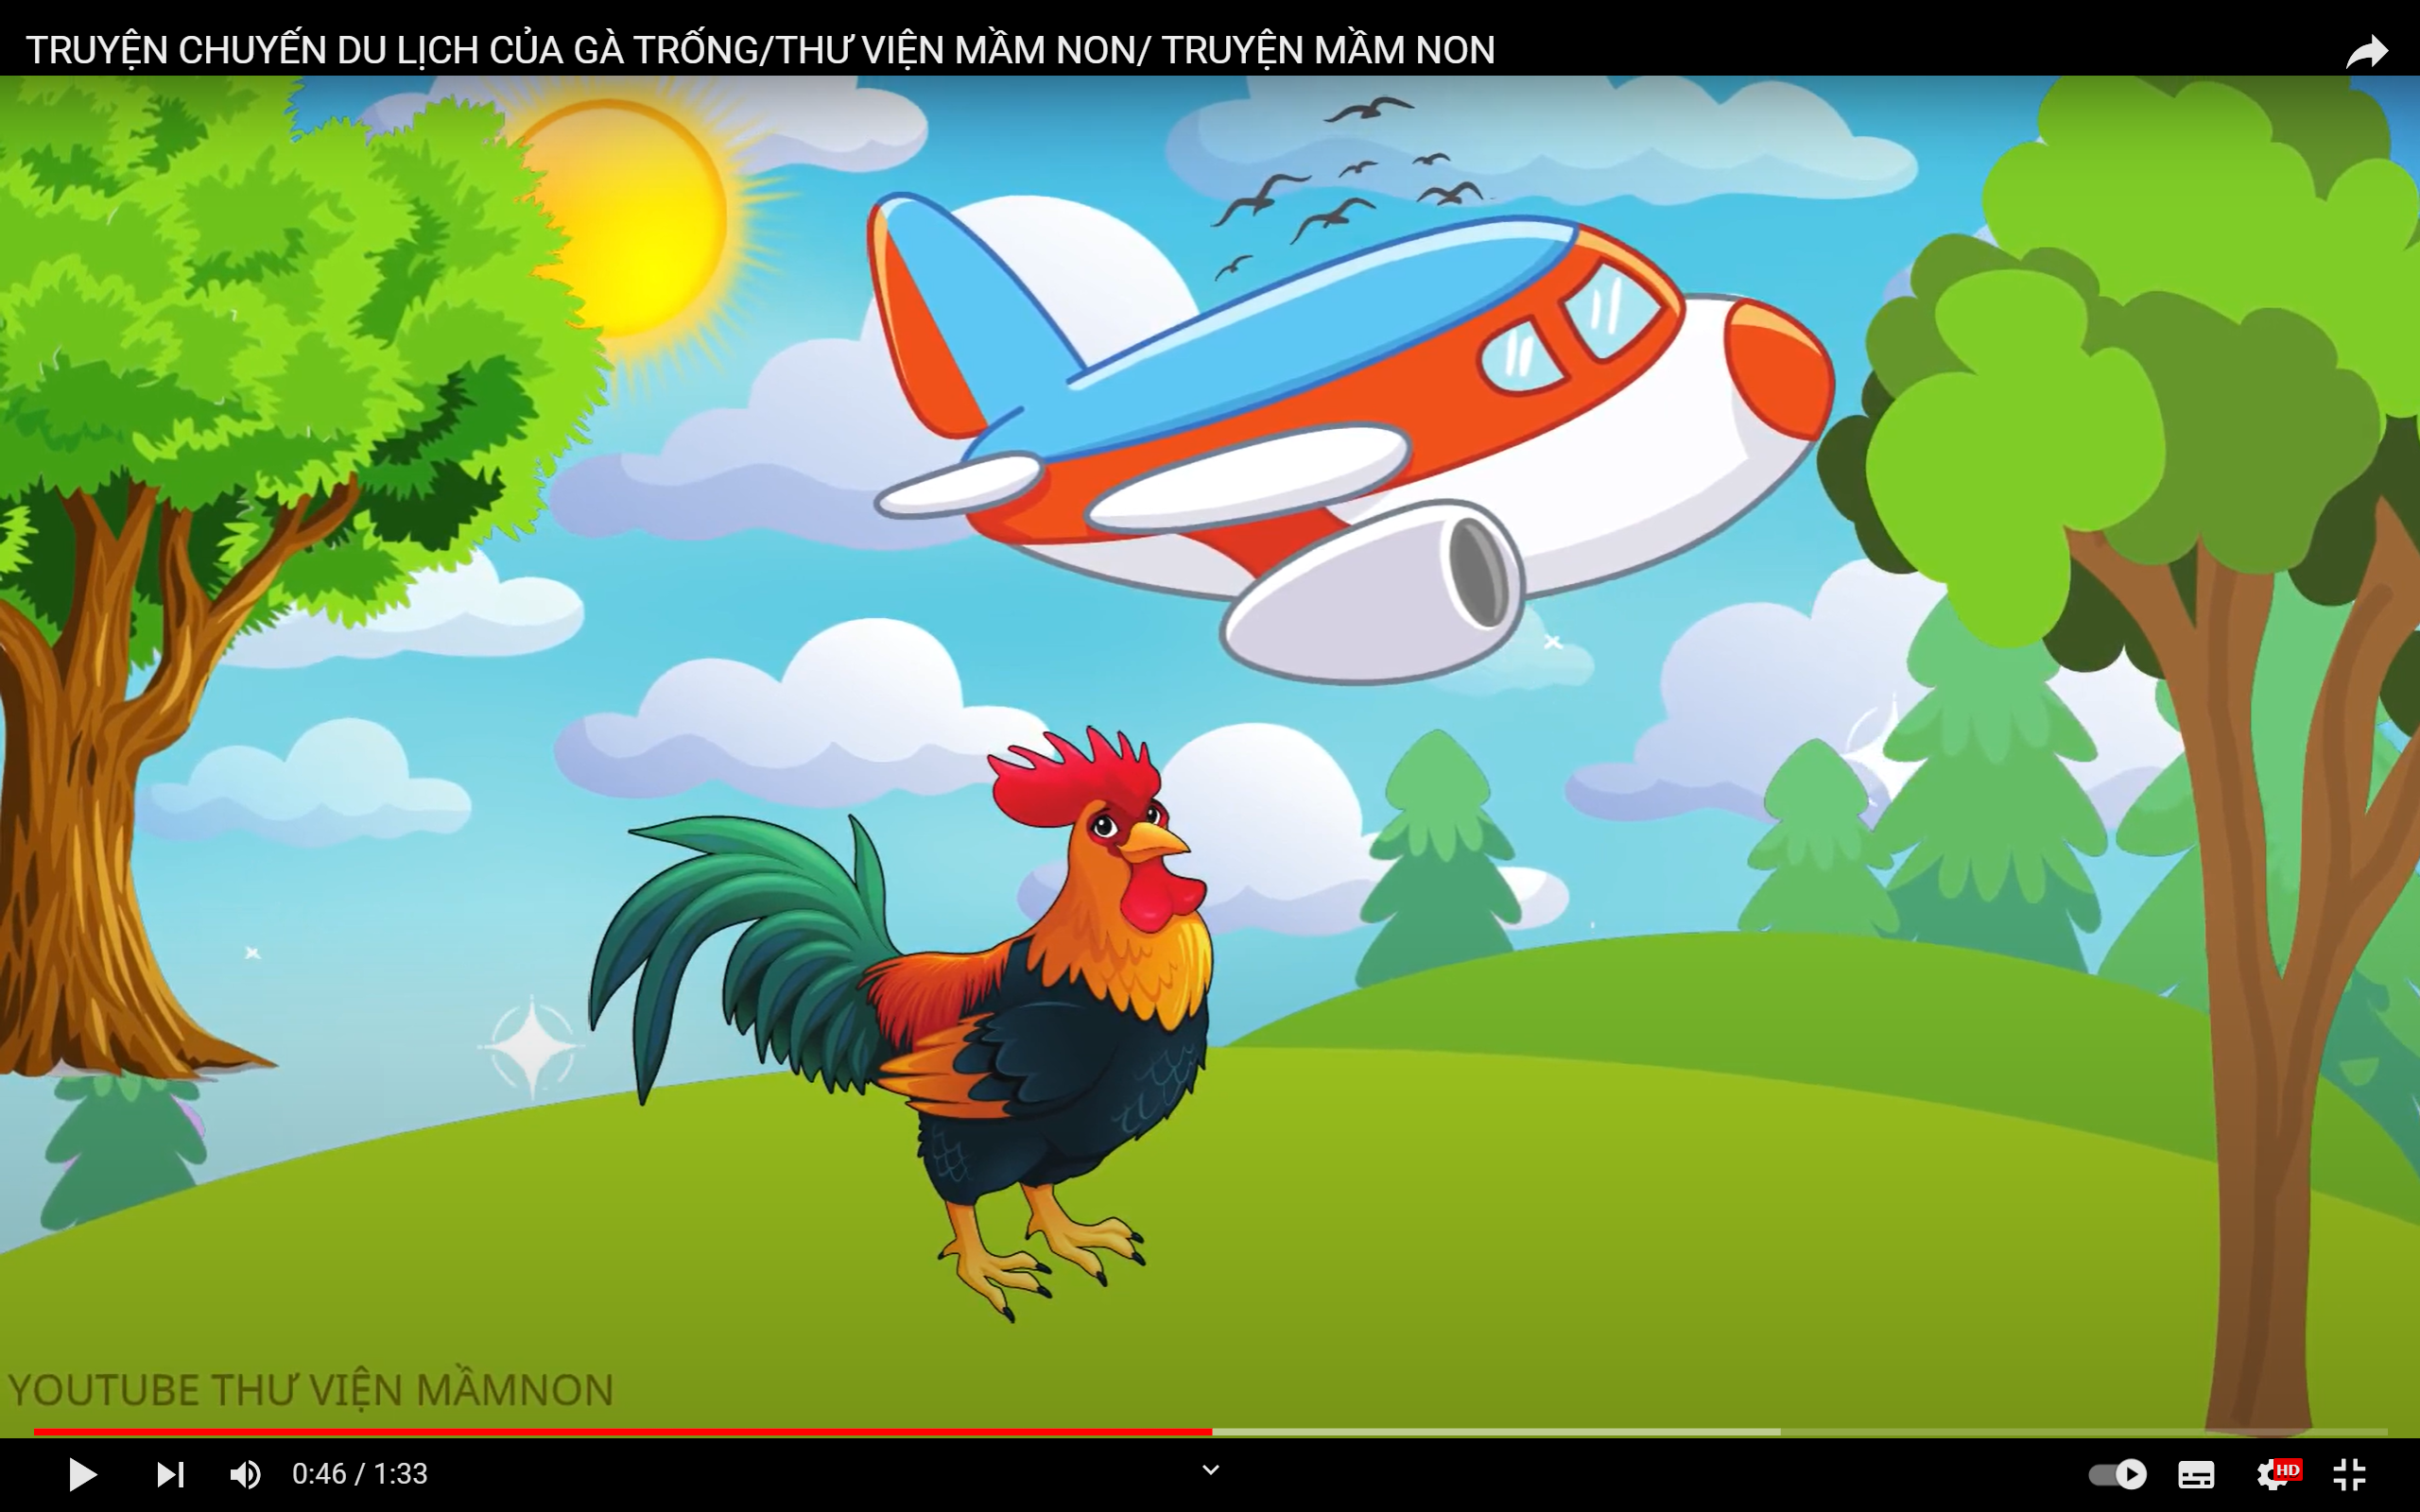 TRUYỆN CHUYẾN DU LỊCH CỦA GÀ TRỐNG/THƯ VIỆN MẦM NON/ TRUYỆN MẦM NON
YOUTUBE THƯ VIỆN MẦMNON
0:46 / 1:33
HD